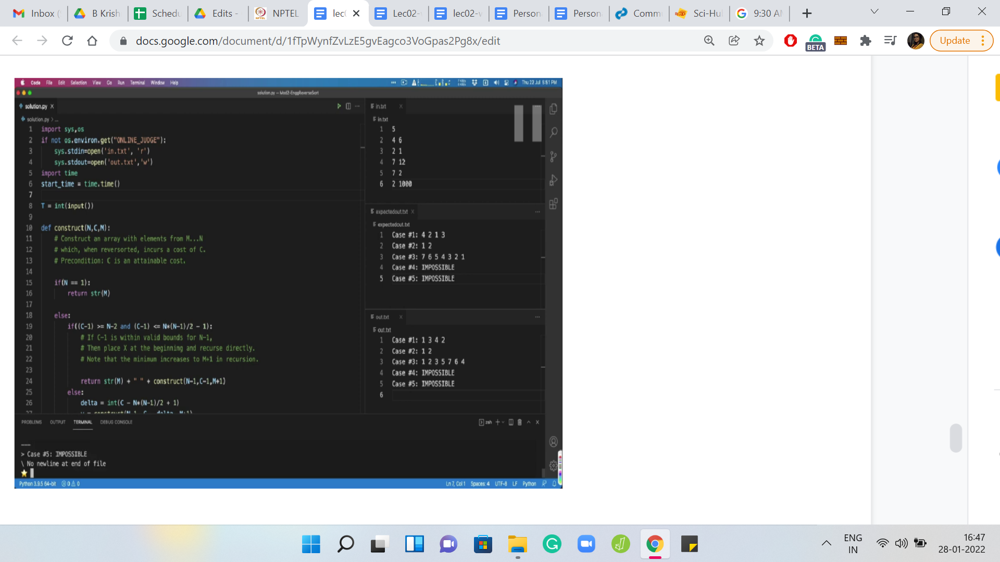 Inbox (
B Krish
Schedu
Edits -
NPTEL
lec
Lec02-
lec02-v
Person
Person
Commu
Sci-Hul
9:30 AM
docs.google.com/document/d/1fTpWynfZvLzE5gvEagco3VoGpas2Pg8x/edit
BETA
Update
Code File Edit Selection View Go Run Terminal Window Help
Thu 22 Jul 5:51 PM
solution.py — Mod2-EnggReverseSort
solution.py
solution.py > ...
1 import sys,os
2 if not os.environ.get("ONLINE_JUDGE"):
3 sys.stdin=open('in.txt', 'r')
4 sys.stdout=open('out.txt','w')
5 import time
6 start_time = time.time()
7
8 T = int(input())
9
10 def construct(N,C,M):
11 # Construct an array with elements from M...N
12 # which, when reversorted, incurs a cost of C.
13 # Precondition: C is an attainable cost.
14
15 if(N == 1):
16 return str(M)
17
18 else:
19 if((C-1) >= N-2 and (C-1) <= N*(N-1)/2 - 1):
20 # If C-1 is within valid bounds for N-1,
21 # Then place X at the beginning and recurse directly.
22 # Note that the minimum increases to M+1 in recursion.
23
24 return str(M) + " " + construct(N-1,C-1,M+1)
25 else:
26 delta = int(C - N*(N-1)/2 + 1)
in.txt
in.txt
1 5
2 4 6
3 2 1
4 7 12
5 7 2
6 2 1000
expectedout.txt
expectedout.txt
1 Case #1: 4 2 1 3
2 Case #2: 1 2
3 Case #3: 7 6 5 4 3 2 1
4 Case #4: IMPOSSIBLE
5 Case #5: IMPOSSIBLE
out.txt
out.txt
1 Case #1: 1 3 4 2
2 Case #2: 1 2
3 Case #3: 1 2 3 5 7 6 4
4 Case #4: IMPOSSIBLE
5 Case #5: IMPOSSIBLE
6
PROBLEMS OUTPUT TERMINAL DEBUG CONSOLE
zsh
---
> Case #5: IMPOSSIBLE
\ No newline at end of file
Python 3.9.5 64-bit 0 0
Ln 7, Col 1 Spaces: 4 UTF-8 LF Python
ENG
IN
16:47
28-01-2022